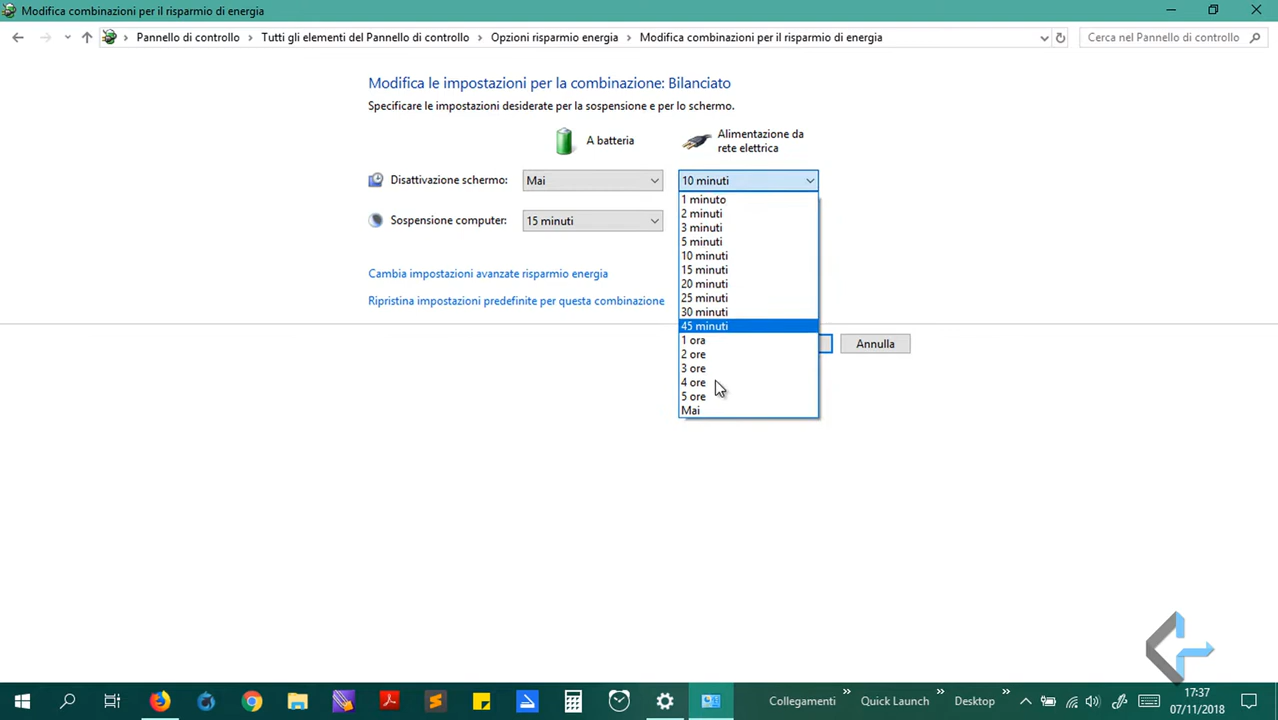 Modifica combinazioni per il risparmio di energia
Pannello di controllo > Tutti gli elementi del Pannello di controllo > Opzioni risparmio energia > Modifica combinazioni per il risparmio di energia
Cerca nel Pannello di controllo
Modifica le impostazioni per la combinazione: Bilanciato
Specificare le impostazioni desiderate per la sospensione e per lo schermo.
A batteria
Alimentazione da
rete elettrica
Disattivazione schermo: Mai 10 minuti
1 minuto
2 minuti
Sospensione computer: 15 minuti
3 minuti
5 minuti
10 minuti
15 minuti
Cambia impostazioni avanzate risparmio energia
20 minuti
25 minuti
Ripristina impostazioni predefinite per questa combinazione
30 minuti
45 minuti
1 ora
Annulla
2 ore
3 ore
4 ore
5 ore
Mai
Collegamenti » Quick Launch » Desktop »
17:37
07/11/2018